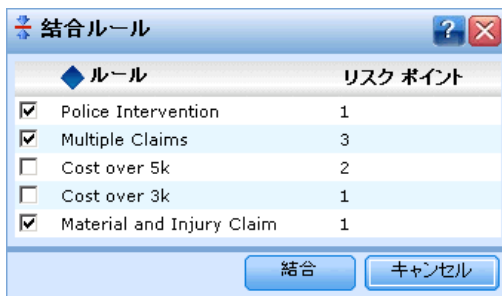 結合ルール ?
ルール リスク ポイント
Police Intervention 1
Multiple Claims 3
Cost over 5k 2
Cost over 3k 1
Material and Injury Claim 1
結合 キャンセル